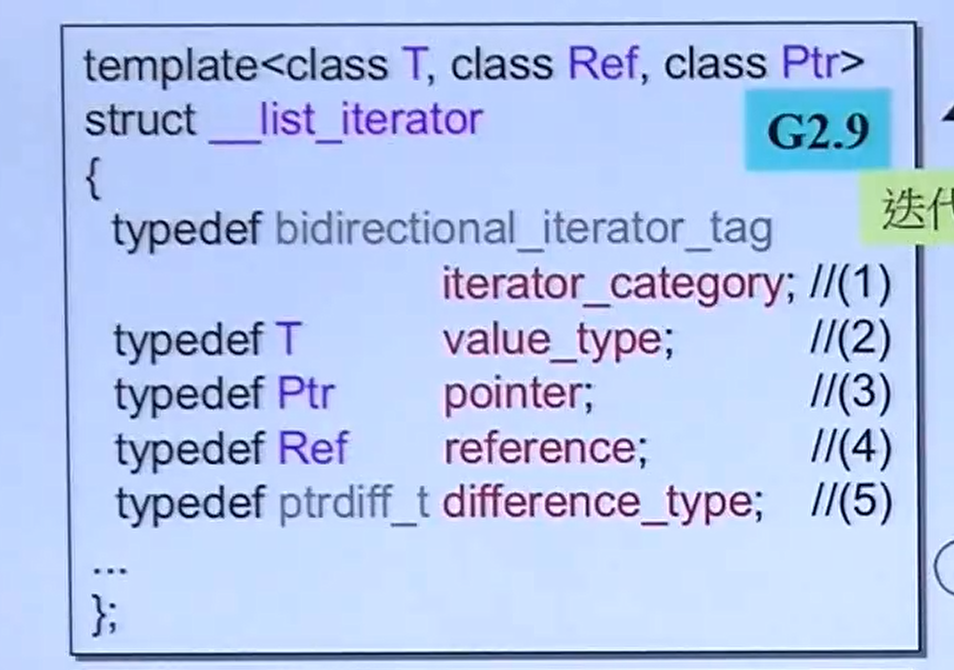 template<class T, class Ref, class Ptr>
struct __list_iterator
G2.9
{
typedef bidirectional_iterator_tag
迭代
iterator_category; //(1)
typedef T value_type; //(2)
typedef Ptr pointer; //(3)
typedef Ref reference; //(4)
typedef ptrdiff_t difference_type; //(5)
...
};